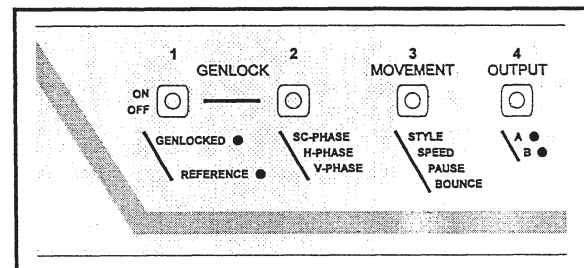 1 2 3 4
GENLOCK MOVEMENT OUTPUT
ON
OFF
GENLOCKED
REFERENCE
SC-PHASE
H-PHASE
V-PHASE
STYLE
SPEED
PAUSE
BOUNCE
A
B